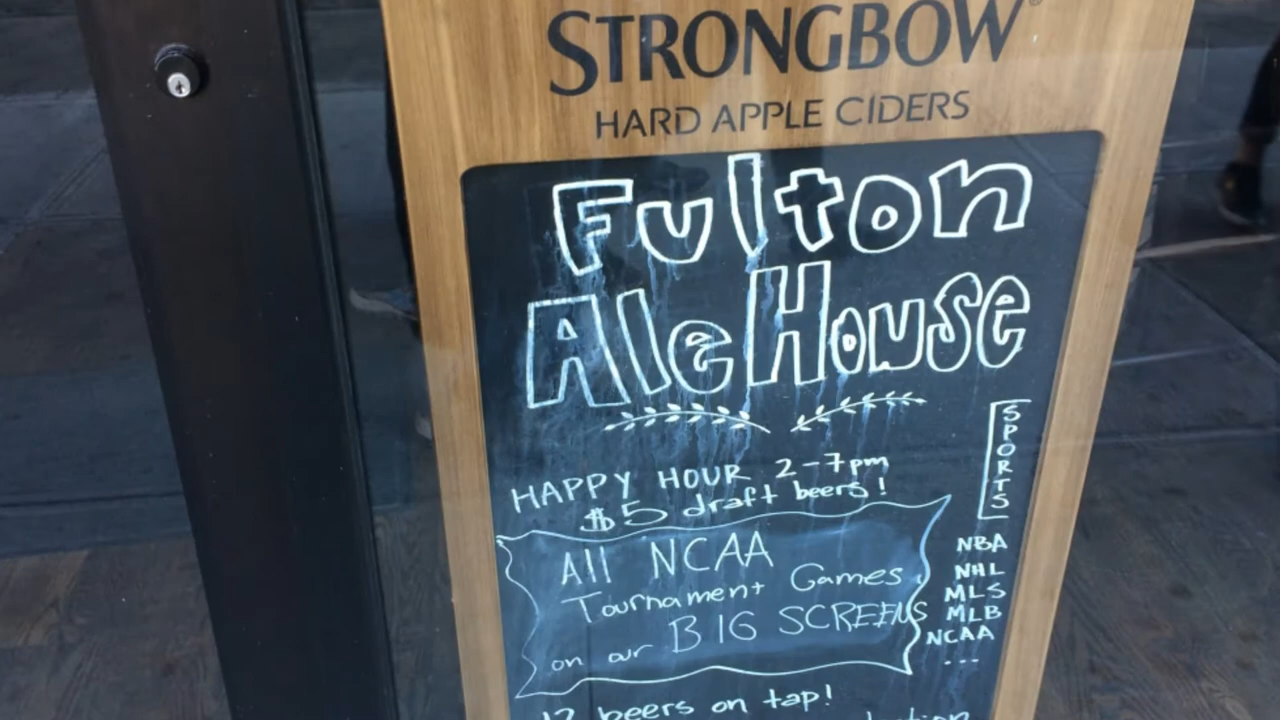 STRONGBOW®
HARD APPLE CIDERS
Fulton
Ale House
HAPPY HOUR 2-7pm
$5 draft beers!
All NCAA
Tournament Games
on our BIG SCREENS
12 beers on tap!
SPORTS
NBA
NHL
MLS
MLB
NCAA
...